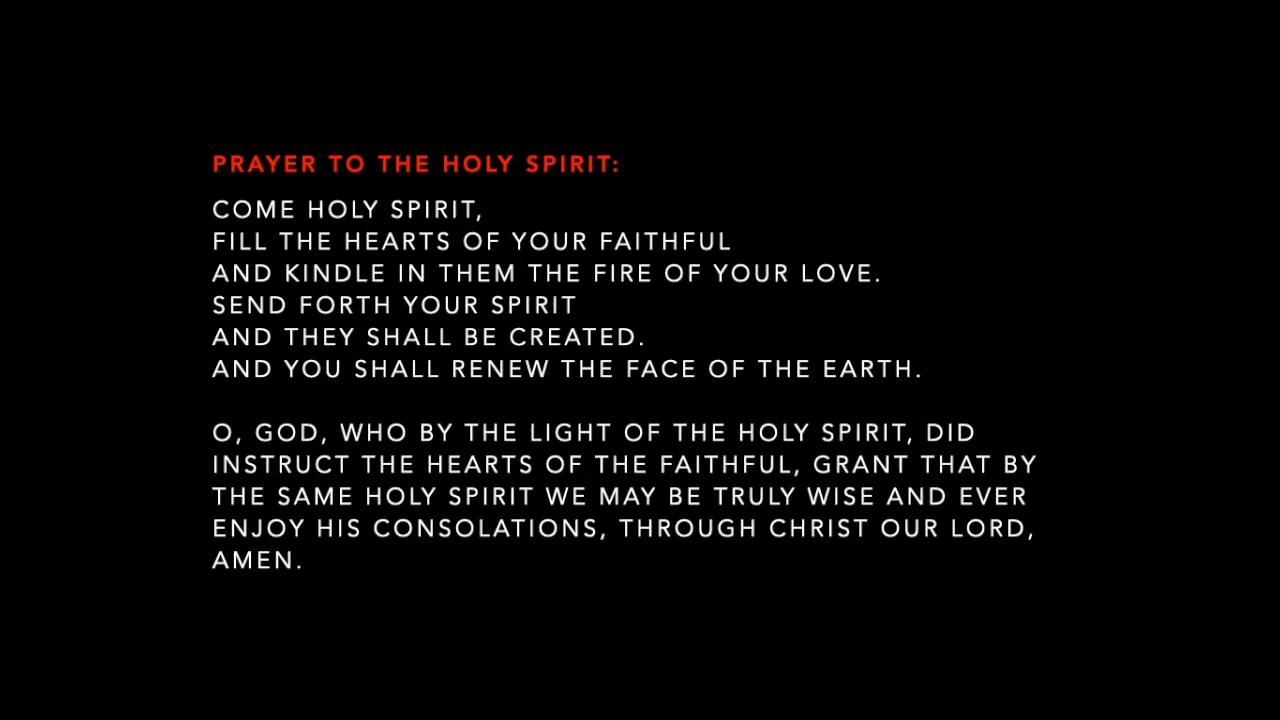 PRAYER TO THE HOLY SPIRIT:
COME HOLY SPIRIT,
FILL THE HEARTS OF YOUR FAITHFUL
AND KINDLE IN THEM THE FIRE OF YOUR LOVE.
SEND FORTH YOUR SPIRIT
AND THEY SHALL BE CREATED.
AND YOU SHALL RENEW THE FACE OF THE EARTH.
O, GOD, WHO BY THE LIGHT OF THE HOLY SPIRIT, DID
INSTRUCT THE HEARTS OF THE FAITHFUL, GRANT THAT BY
THE SAME HOLY SPIRIT WE MAY BE TRULY WISE AND EVER
ENJOY HIS CONSOLATIONS, THROUGH CHRIST OUR LORD,
AMEN.